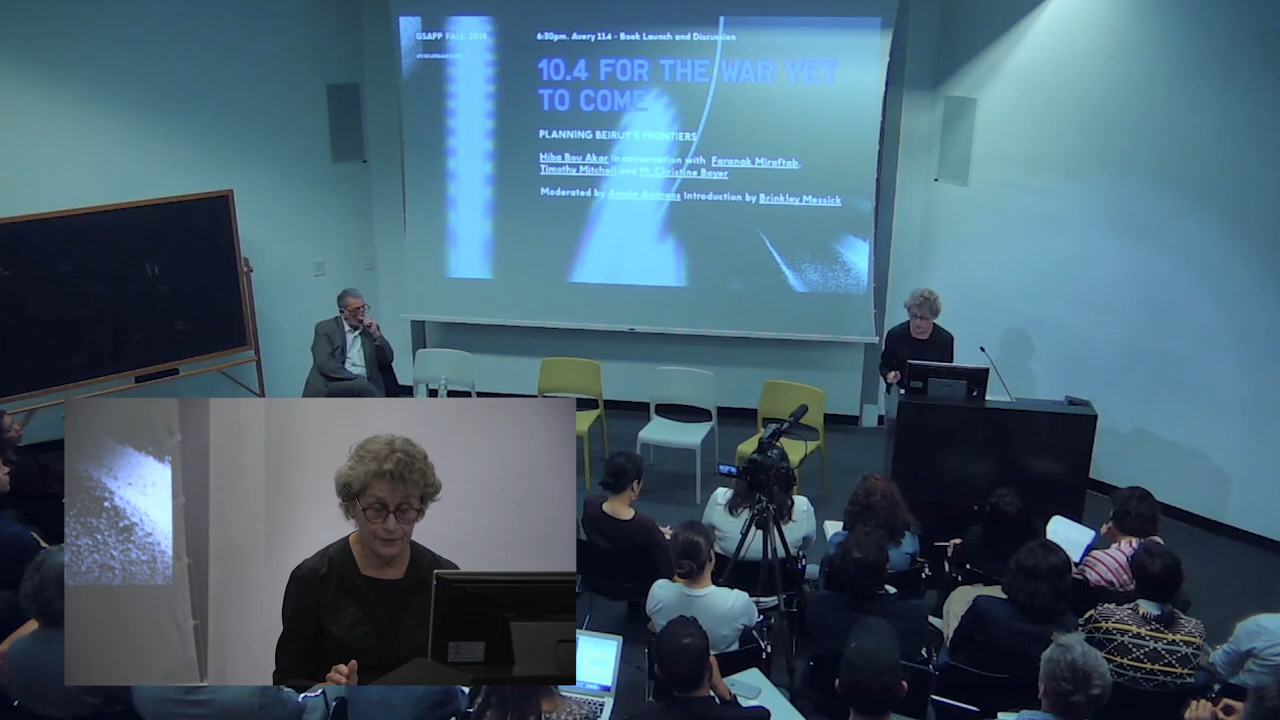 GSAPP FALL 2018
6:30pm, Avery 114 - Book Launch and Discussion
10.4 FOR THE WAR YET
TO COME
PLANNING BEIRUT'S FRONTIERS
Hiba Bou Akar in conversation with Faranak Miraftab,
Timothy Mitchell and M. Christine Boyer
Moderated by Amale Andraos Introduction by Brinkley Messick